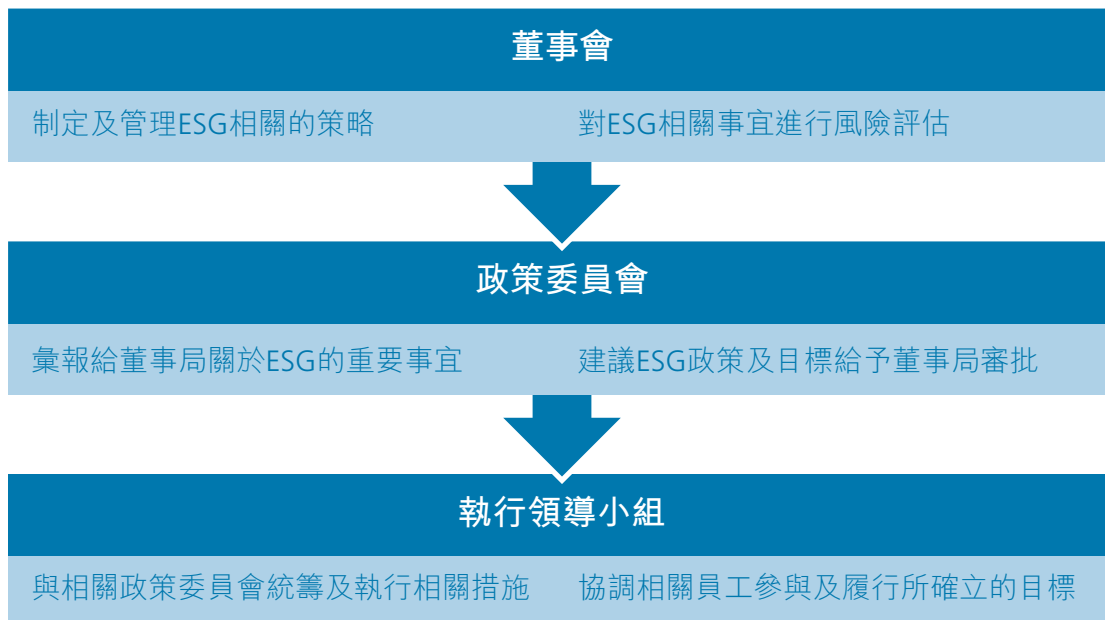 董事會
制定及管理ESG相關的策略
對ESG相關事宜進行風險評估
政策委員會
彙報給董事局關於ESG的重要事宜
建議ESG政策及目標給予董事局審批
執行領導小組
與相關政策委員會統籌及執行相關措施
協調相關員工參與及履行所確立的目標